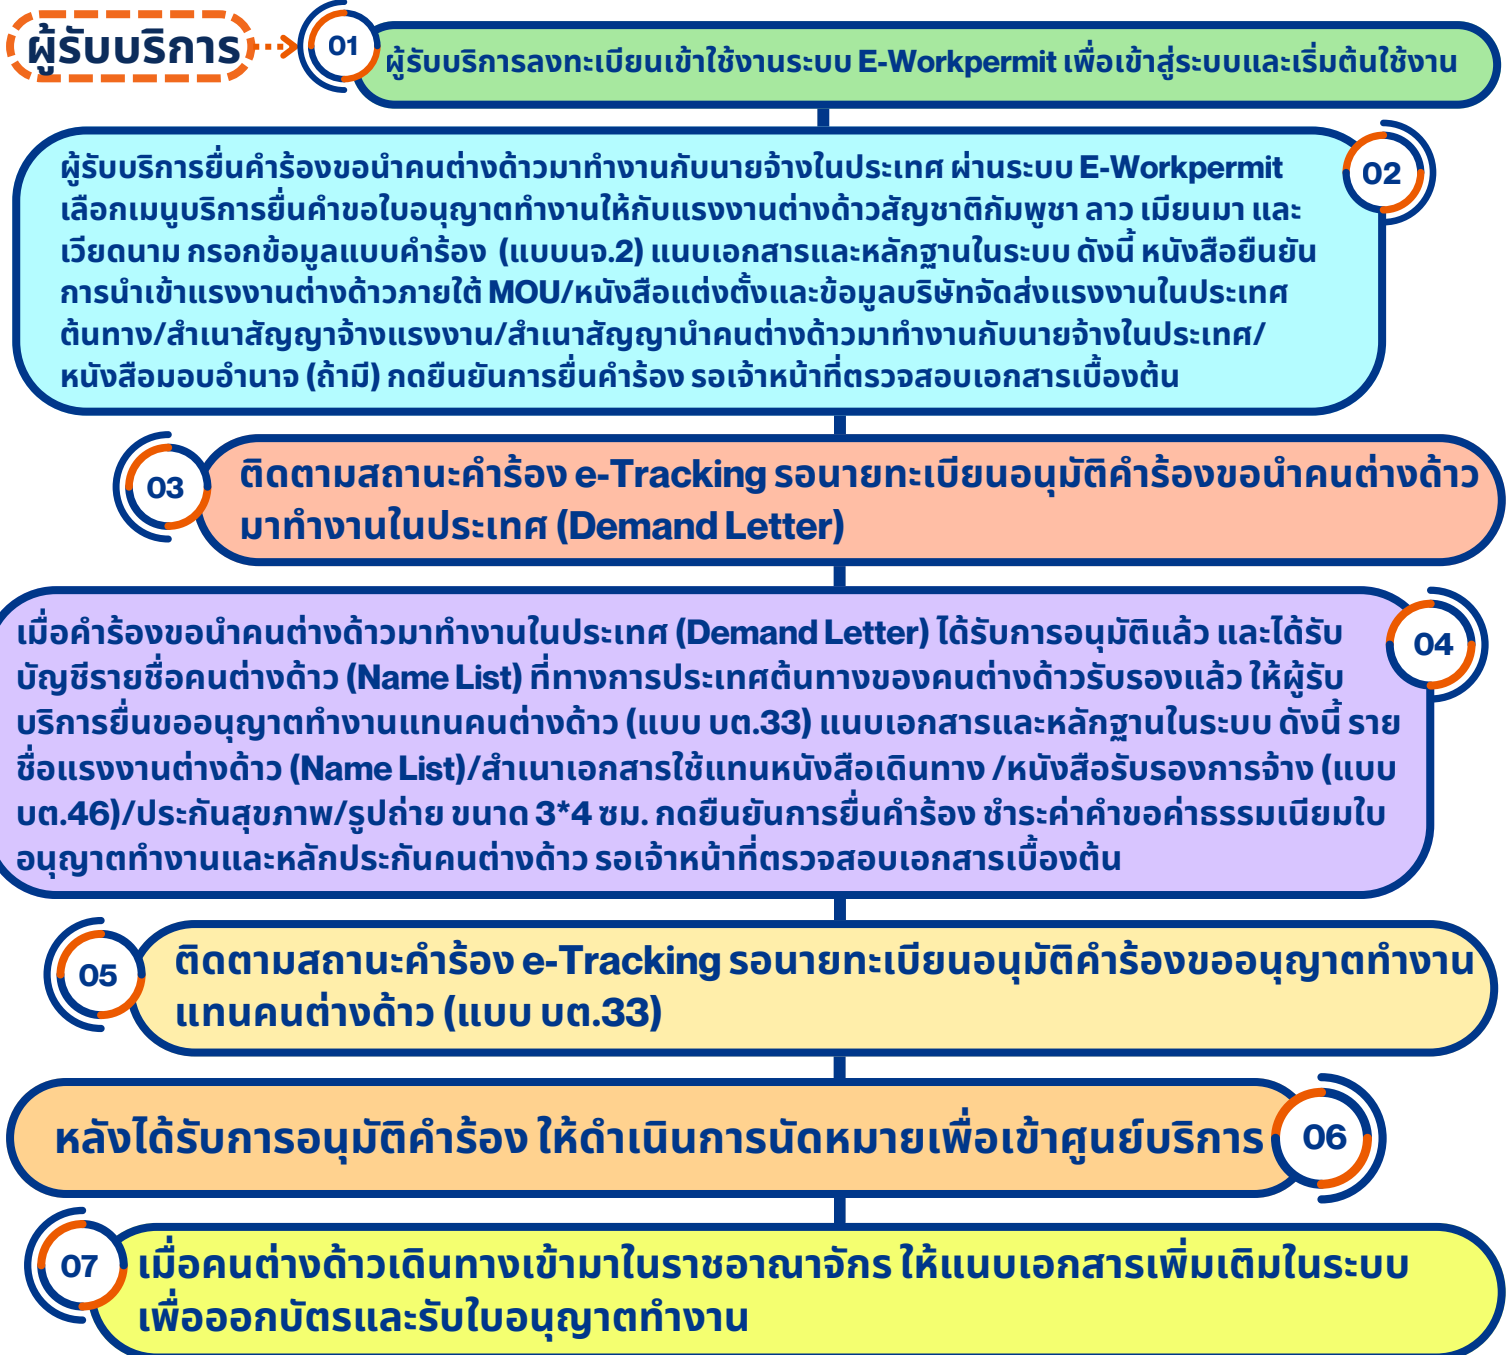 ผู้รับบริการ
01
ผู้รับบริการลงทะเบียนเข้าใช้งานระบบ E-Workpermit เพื่อเข้าสู่ระบบและเริ่มต้นใช้งาน
02
ผู้รับบริการยื่นคำร้องขอนำคนต่างด้าวมาทำงานกับนายจ้างในประเทศ ผ่านระบบ E-Workpermit
เลือกเมนูบริการยื่นคำขอใบอนุญาตทำงานให้กับแรงงานต่างด้าวสัญชาติกัมพูชา ลาว เมียนมา และ
เวียดนาม กรอกข้อมูลแบบคำร้อง (แบบนจ.2) แนบเอกสารและหลักฐานในระบบ ดังนี้ หนังสือยืนยัน
การนำเข้าแรงงานต่างด้าวภายใต้ MOU/หนังสือแต่งตั้งและข้อมูลบริษัทจัดส่งแรงงานในประเทศ
ต้นทาง/สำเนาสัญญาจ้างแรงงาน/สำเนาสัญญานำคนต่างด้าวมาทำงานกับนายจ้างในประเทศ/
หนังสือมอบอำนาจ (ถ้ามี) กดยืนยันการยื่นคำร้อง รอเจ้าหน้าที่ตรวจสอบเอกสารเบื้องต้น
03
ติดตามสถานะคำร้อง e-Tracking รอนายทะเบียนอนุมัติคำร้องขอนำคนต่างด้าว
มาทำงานในประเทศ (Demand Letter)
04
เมื่อคำร้องขอนำคนต่างด้าวมาทำงานในประเทศ (Demand Letter) ได้รับการอนุมัติแล้ว และได้รับ
บัญชีรายชื่อคนต่างด้าว (Name List) ที่ทางการประเทศต้นทางของคนต่างด้าวรับรองแล้ว ให้ผู้รับ
บริการยื่นขออนุญาตทำงานแทนคนต่างด้าว (แบบ บต.33) แนบเอกสารและหลักฐานในระบบ ดังนี้ ราย
ชื่อแรงงานต่างด้าว (Name List)/สำเนาเอกสารใช้แทนหนังสือเดินทาง /หนังสือรับรองการจ้าง (แบบ
บต.46)/ประกันสุขภาพ/รูปถ่าย ขนาด 3*4 ซม. กดยืนยันการยื่นคำร้อง ชำระค่าคำขอค่าธรรมเนียมใบ
อนุญาตทำงานและหลักประกันคนต่างด้าว รอเจ้าหน้าที่ตรวจสอบเอกสารเบื้องต้น
05
ติดตามสถานะคำร้อง e-Tracking รอนายทะเบียนอนุมัติคำร้องขออนุญาตทำงาน
แทนคนต่างด้าว (แบบ บต.33)
หลังได้รับการอนุมัติคำร้อง ให้ดำเนินการนัดหมายเพื่อเข้าศูนย์บริการ
06
07
เมื่อคนต่างด้าวเดินทางเข้ามาในราชอาณาจักร ให้แนบเอกสารเพิ่มเติมในระบบ
เพื่อออกบัตรและรับใบอนุญาตทำงาน